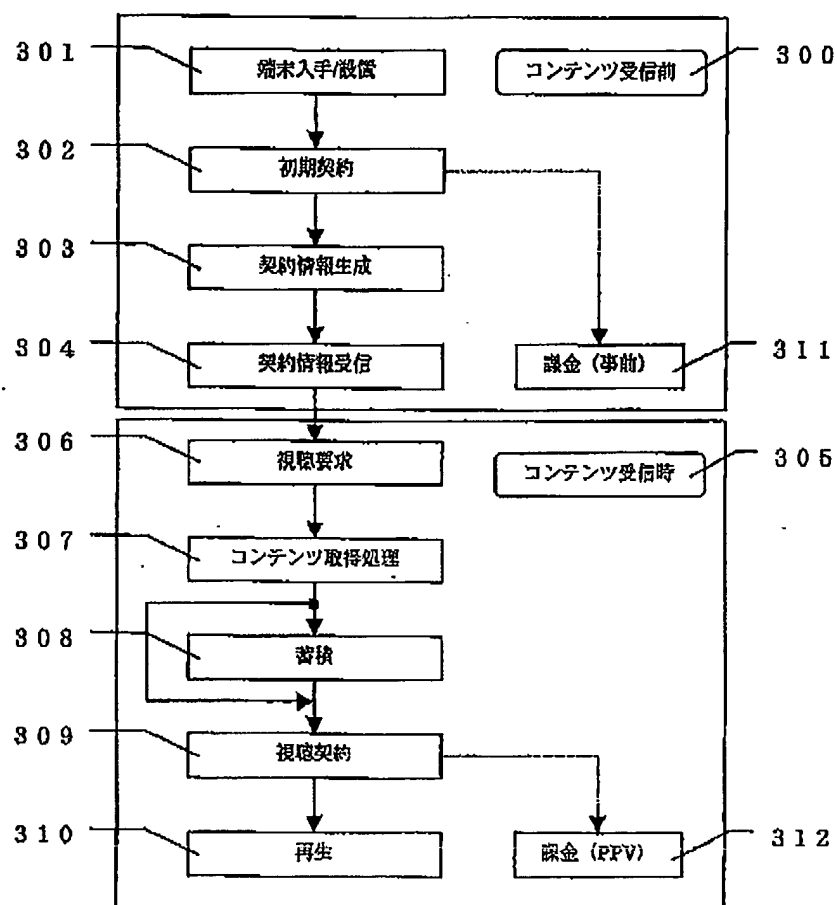 301
端末入手/設置
コンテンツ受信前
300
302
初期契約
303
契約情報生成
304
契約情報受信
課金（事前）
311
306
視聴要求
コンテンツ受信時
305
307
コンテンツ取得処理
308
蓄積
309
視聴契約
310
再生
課金（PPV）
312